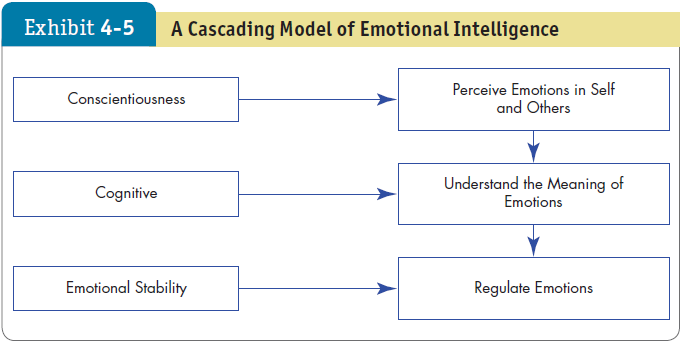 Exhibit 4-5
A Cascading Model of Emotional Intelligence
Conscientiousness
Perceive Emotions in Self
and Others
Cognitive
Understand the Meaning of
Emotions
Emotional Stability
Regulate Emotions